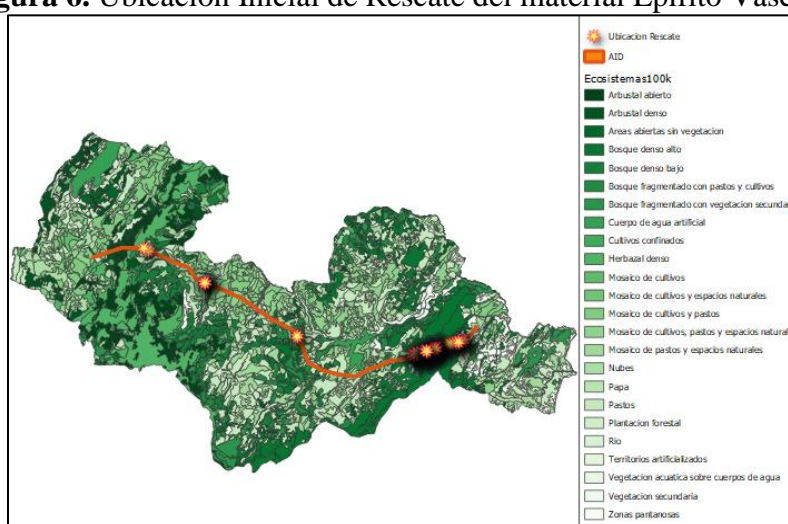 gura 6. Ubicación Inicial de Rescate del material Epífito Vasc
Ubicacion Rescate
AID
Ecosistemas100k
Arbustal abierto
Arbustal denso
Areas abiertas sin vegetacion
Bosque denso alto
Bosque denso bajo
Bosque fragmentado con pastos y cultivos
Bosque fragmentado con vegetacion secunda
Cuerpo de agua artificial
Cultivos confinados
Herbazal denso
Mosaico de cultivos
Mosaico de cultivos y espacios naturales
Mosaico de cultivos y pastos
Mosaico de cultivos, pastos y espacios natural
Mosaico de pastos y espacios naturales
Nubes
Papa
Pastos
Plantacion forestal
Rio
Territorios artificializados
Vegetacion acuatica sobre cuerpos de agua
Vegetacion secundaria
Zonas pantanosas